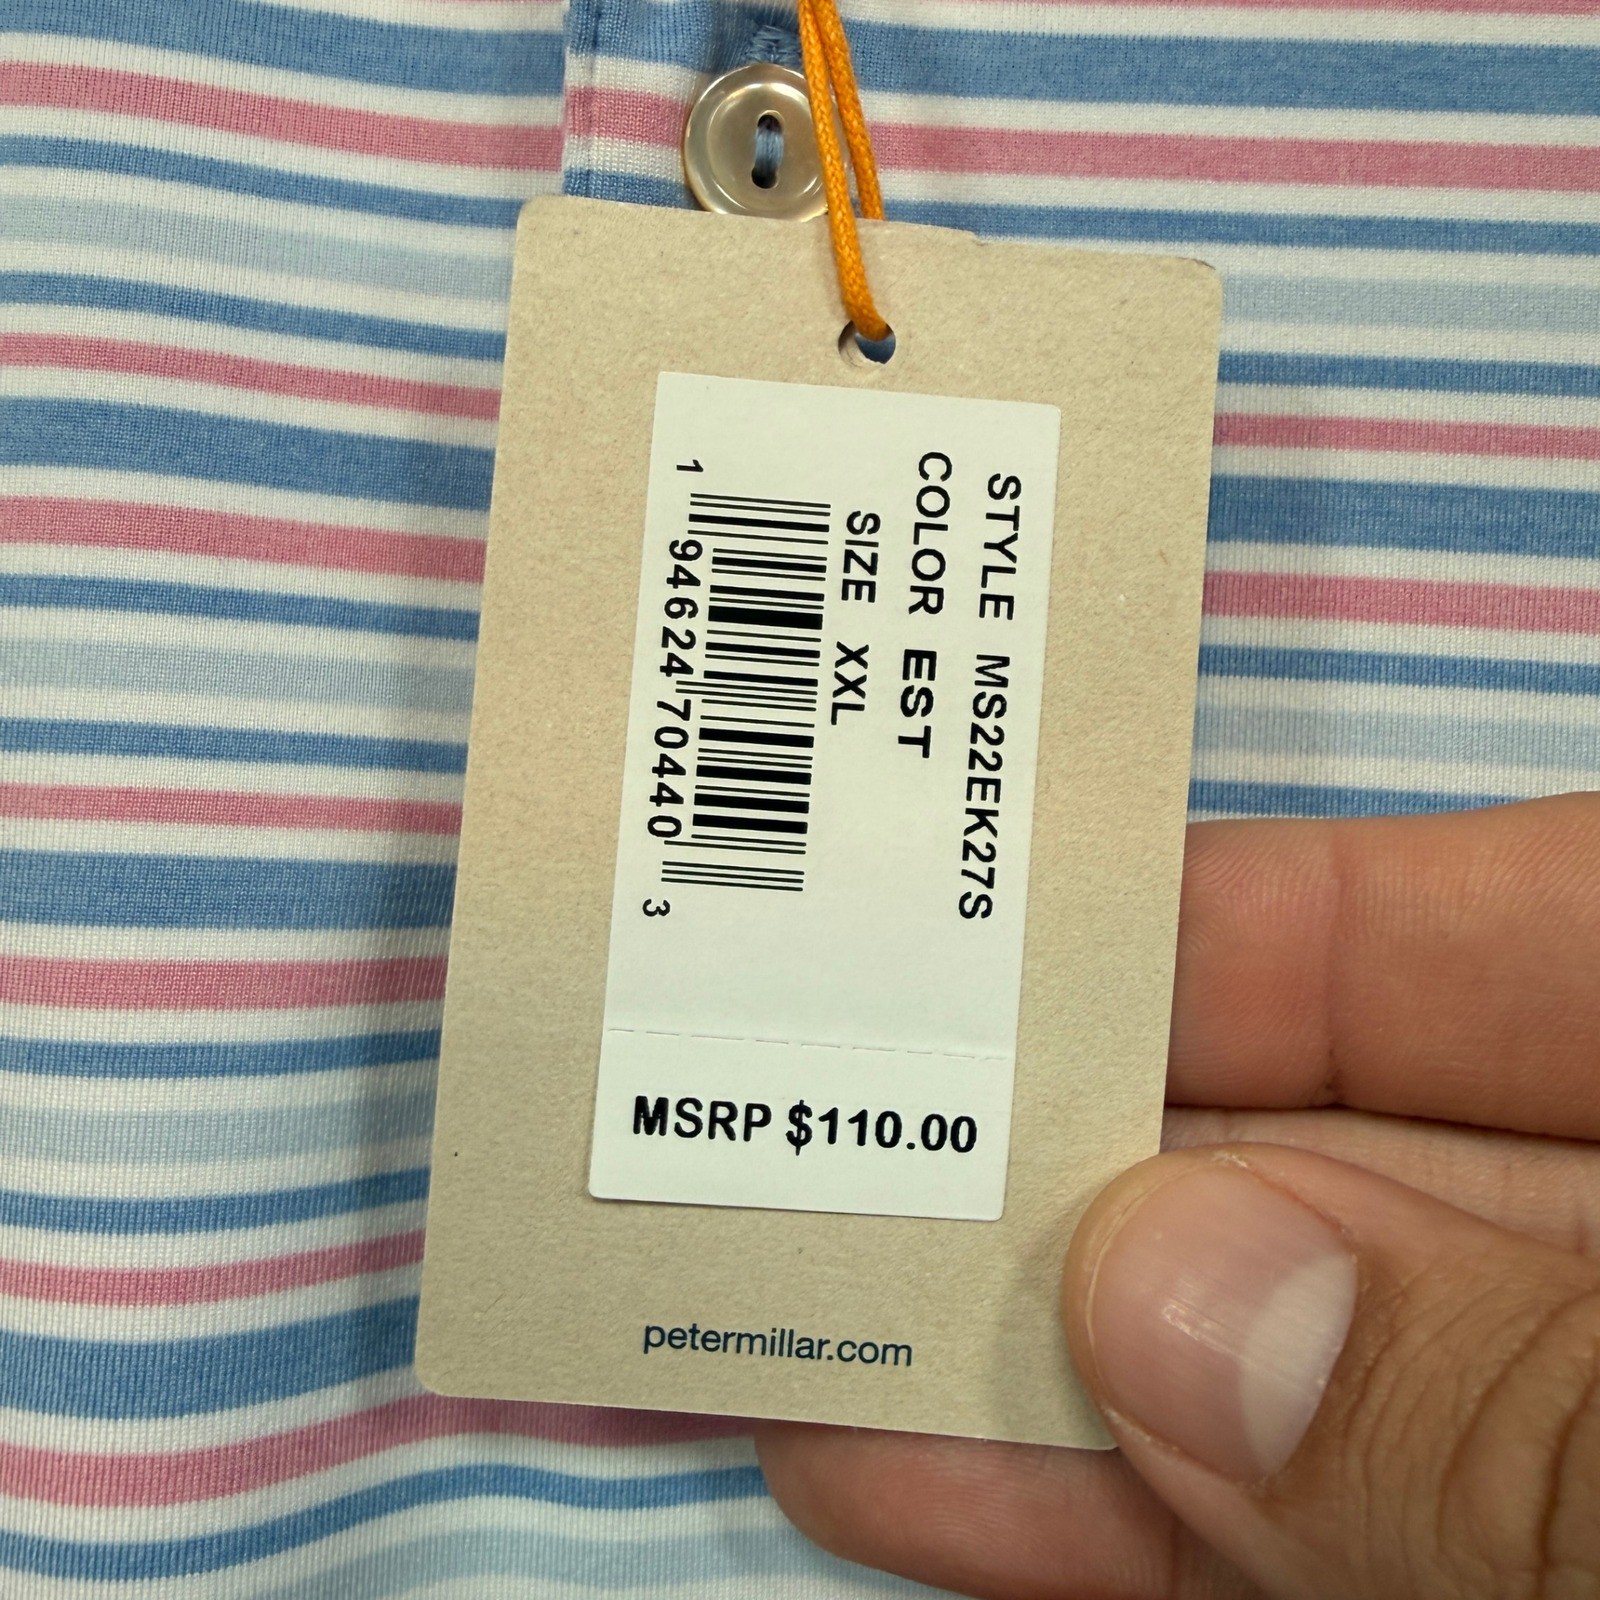 STYLE MS22EK27S
COLOR EST
SIZE XXL
1 94624 70440 3
MSRP $110.00
petermillar.com